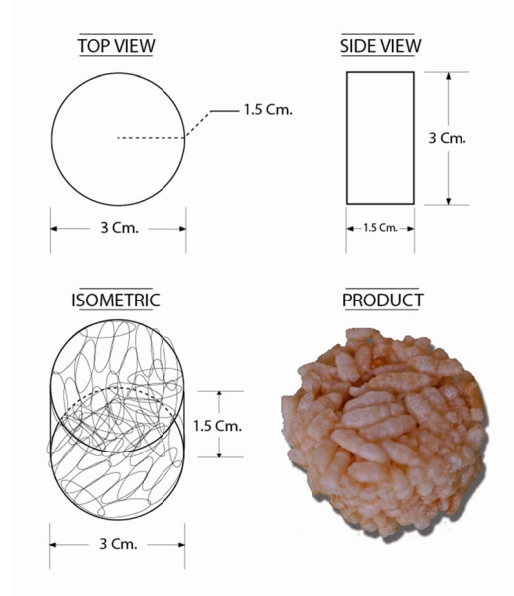 TOP VIEW
1.5 Cm.
3 Cm.
SIDE VIEW
3 Cm.
1.5 Cm.
ISOMETRIC
1.5 Cm.
3 Cm.
PRODUCT